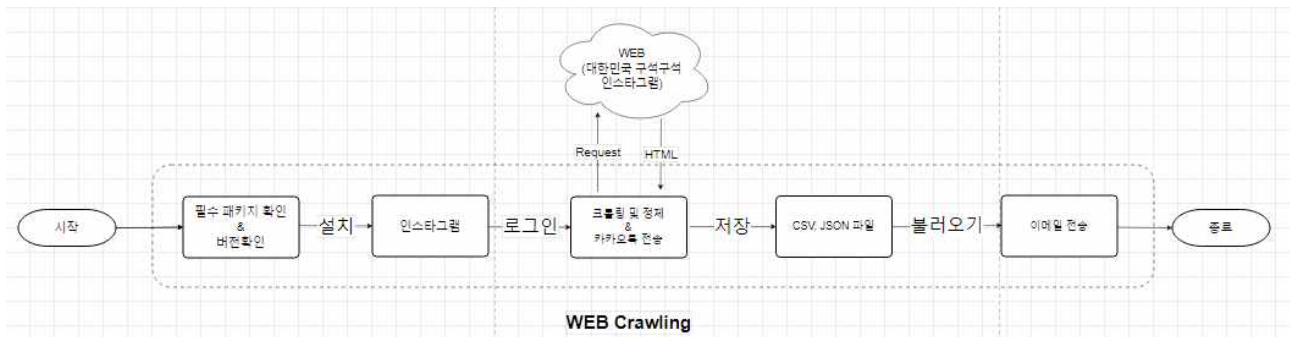 WEB
(대한민국 구석구석
인스타그램)
Request
HTML
시작
필수 패키지 확인
&
버전확인
설치
인스타그램
로그인
크롤링 및 정제
&
카카오톡 전송
저장
CSV, JSON 파일
불러오기
이메일 전송
종료
WEB Crawling